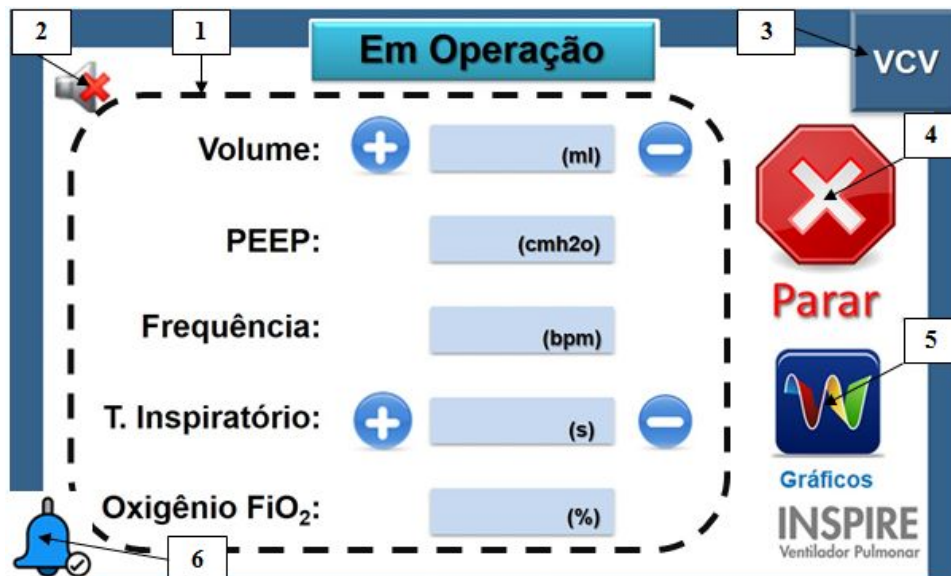 2
1
Em Operação
3
VCV
Volume:
(ml)
4
PEEP:
(cmh2o)
Parar
Frequência:
(bpm)
5
T. Inspiratório:
(s)
Gráficos
Oxigênio FiO₂:
(%)
INSPIRE
Ventilador Pulmonar
6